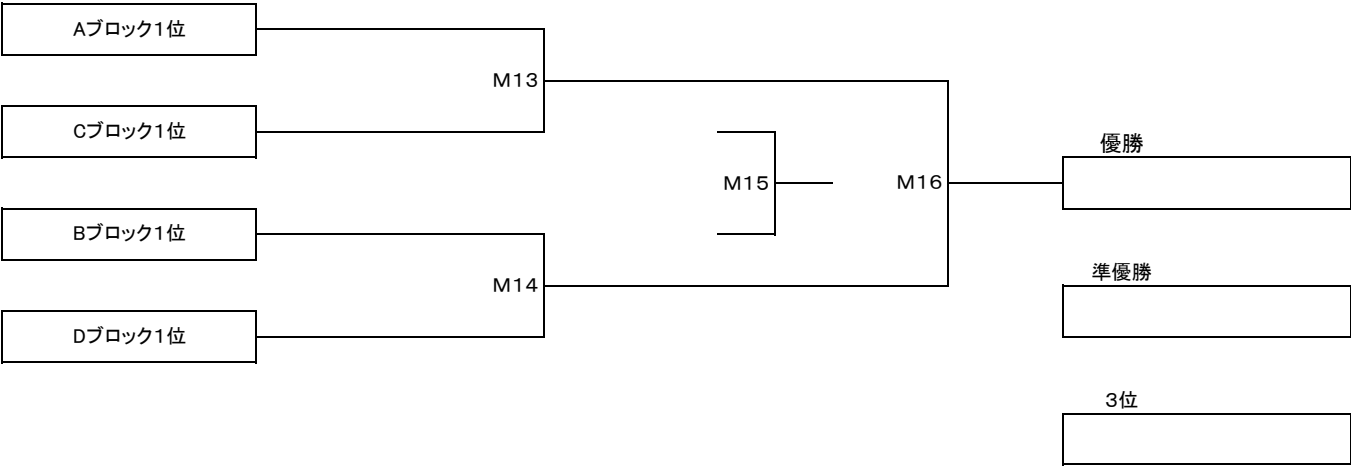 Aブロック1位
M13
Cブロック1位
優勝
M15
M16
Bブロック1位
準優勝
M14
Dブロック1位
3位